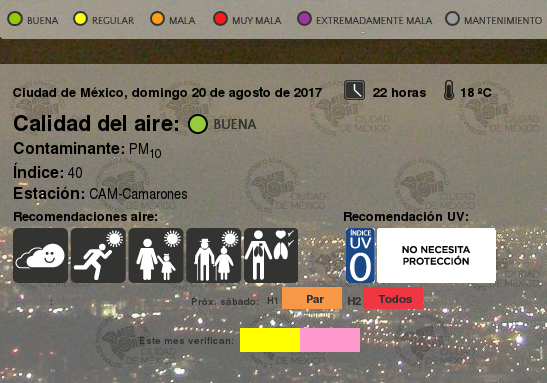 BUENA REGULAR MALA MUY MALA EXTREMADAMENTE MALA MANTENIMIENTO
Ciudad de México, domingo 20 de agosto de 2017 22 horas 18 ºC
Calidad del aire: BUENA
Contaminante: PM10
Índice: 40
Estación: CAM-Camarones
Recomendaciones aire: Recomendación UV:
ÍNDICE UV 0
NO NECESITA
PROTECCIÓN
: Próx. sábado: H1 Par H2 Todos
Este mes verifican:
CIUDAD
DE MÉXICO